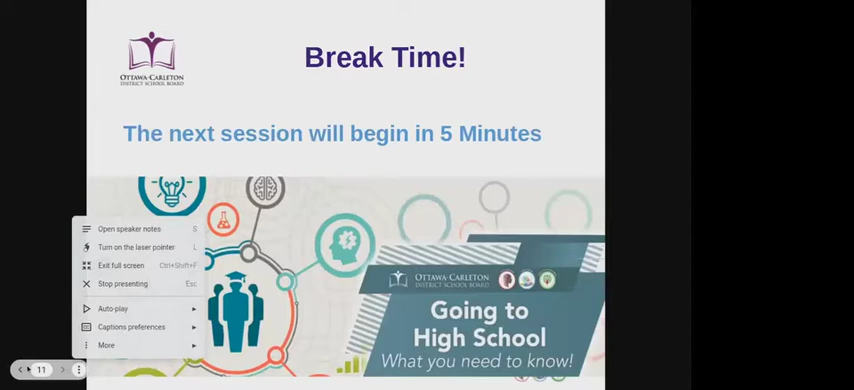 Break Time!
OTTAWA-CARLETON
DISTRICT SCHOOL BOARD
The next session will begin in 5 Minutes
Open speaker notes S
Turn on the laser pointer L
Exit full screen Ctrl+Shift+F
Stop presenting Esc
Auto-play
Captions preferences
More
OTTAWA-CARLETON
DISTRICT SCHOOL BOARD
Going to
High School
What you need to know!
11